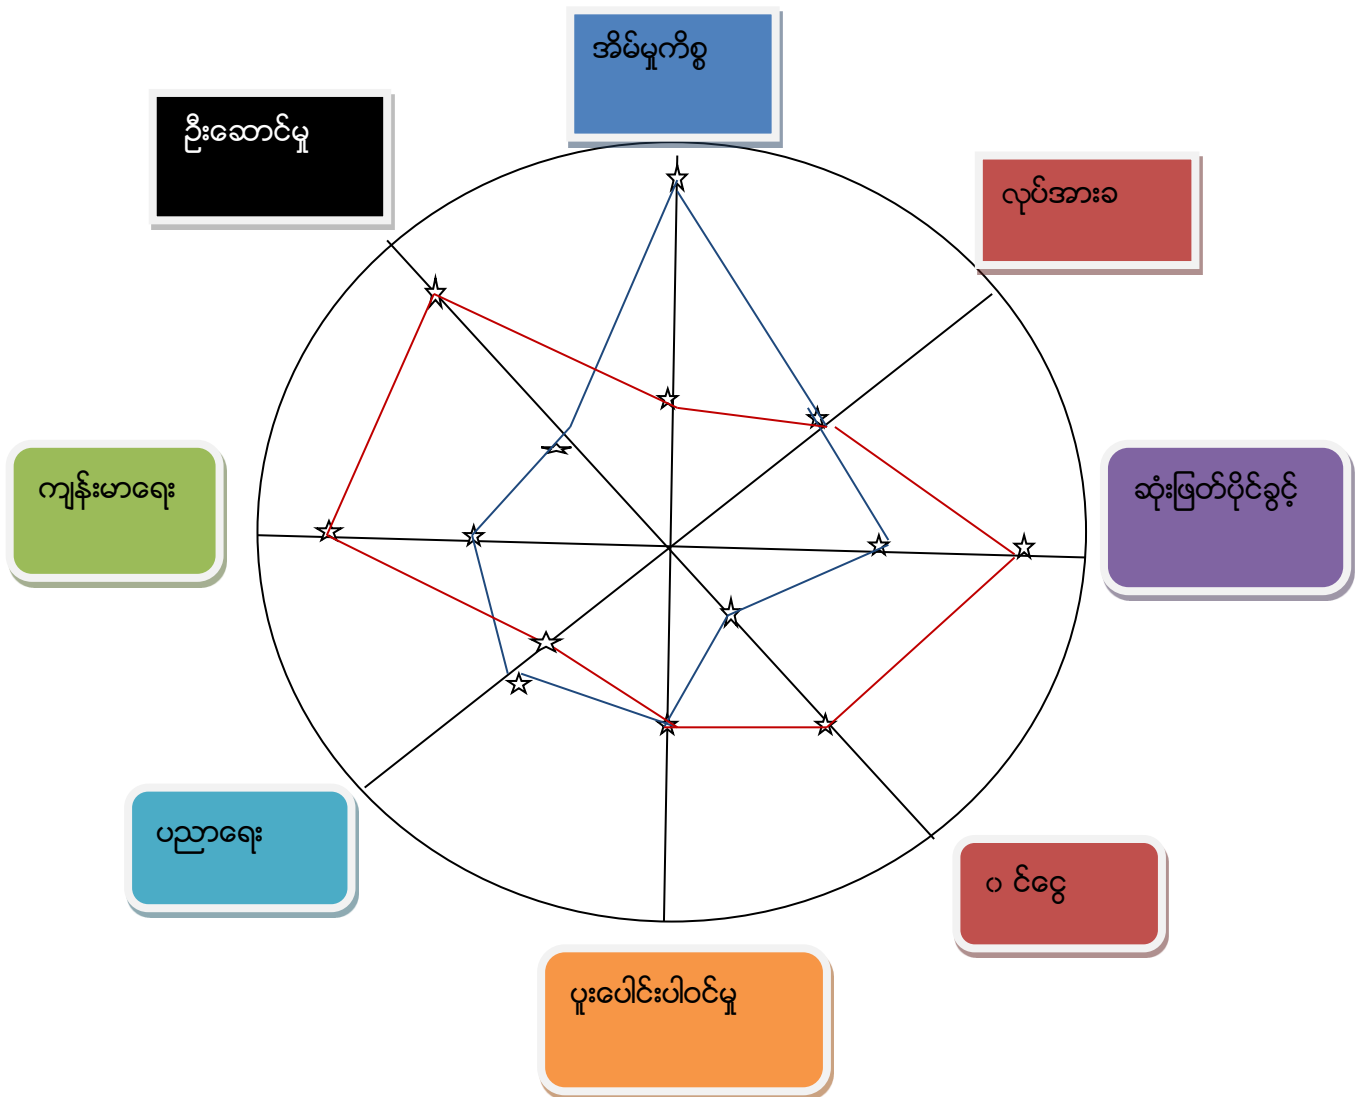 အိမ်မှုကိစ္စ
ဦးဆောင်မှု
လုပ်အားခ
ကျန်းမာရေး
ဆုံးဖြတ်ပိုင်ခွင့်
ပညာရေး
၀ င်ငွေ
ပူးပေါင်းပါဝင်မှု